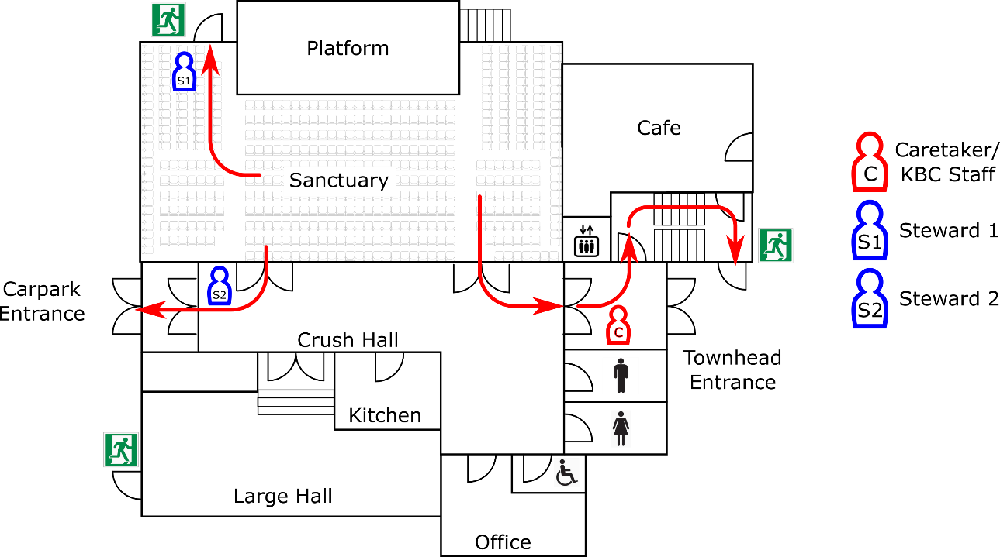 Platform
S1
Cafe
Sanctuary
Caretaker/
KBC Staff
C
S1
Steward 1
S2
Steward 2
Carpark
Entrance
S2
C
Crush Hall
Townhead
Entrance
Kitchen
Large Hall
Office